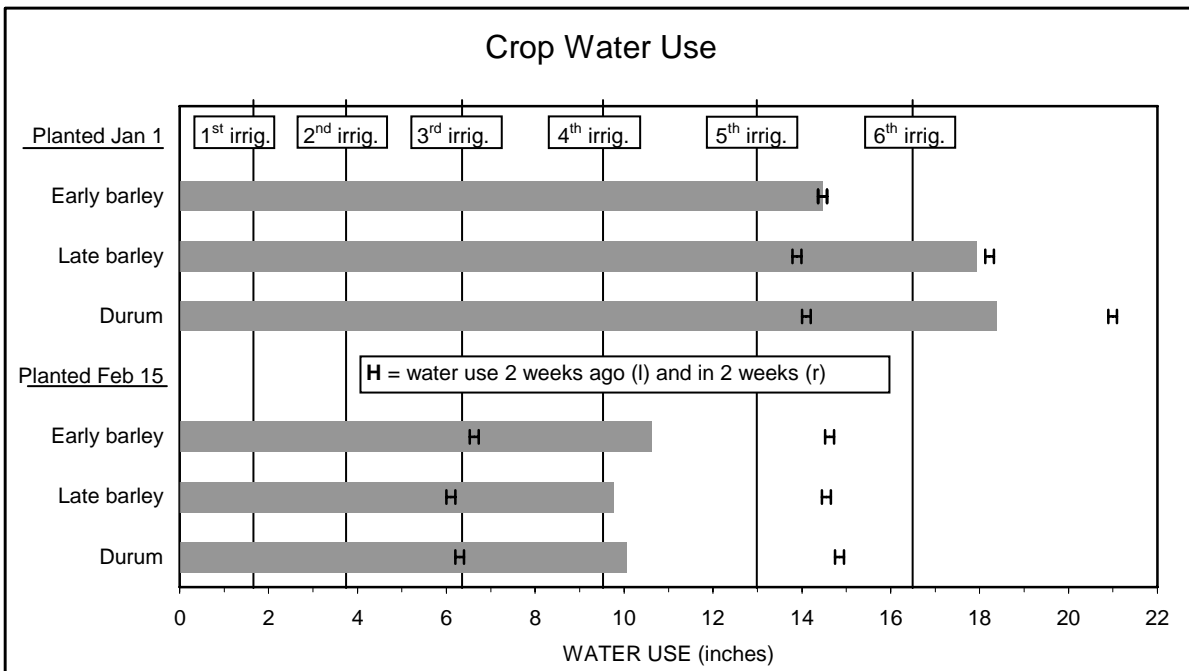 Crop Water Use
Planted Jan 1
1st irrig. 2nd irrig. 3rd irrig. 4th irrig. 5th irrig. 6th irrig.
Early barley
H
Late barley
H H
Durum
H H
Planted Feb 15
H = water use 2 weeks ago (l) and in 2 weeks (r)
Early barley
H H
Late barley
H H
Durum
H H
0 2 4 6 8 10 12 14 16 18 20 22
WATER USE (inches)